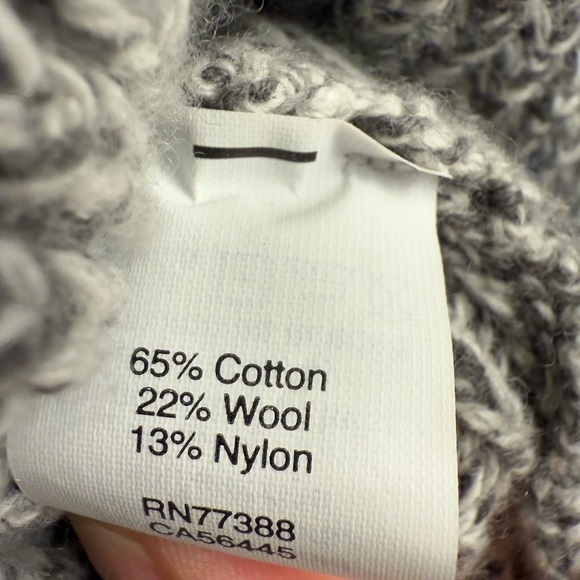 65% Cotton
22% Wool
13% Nylon
RN77388
CA56445